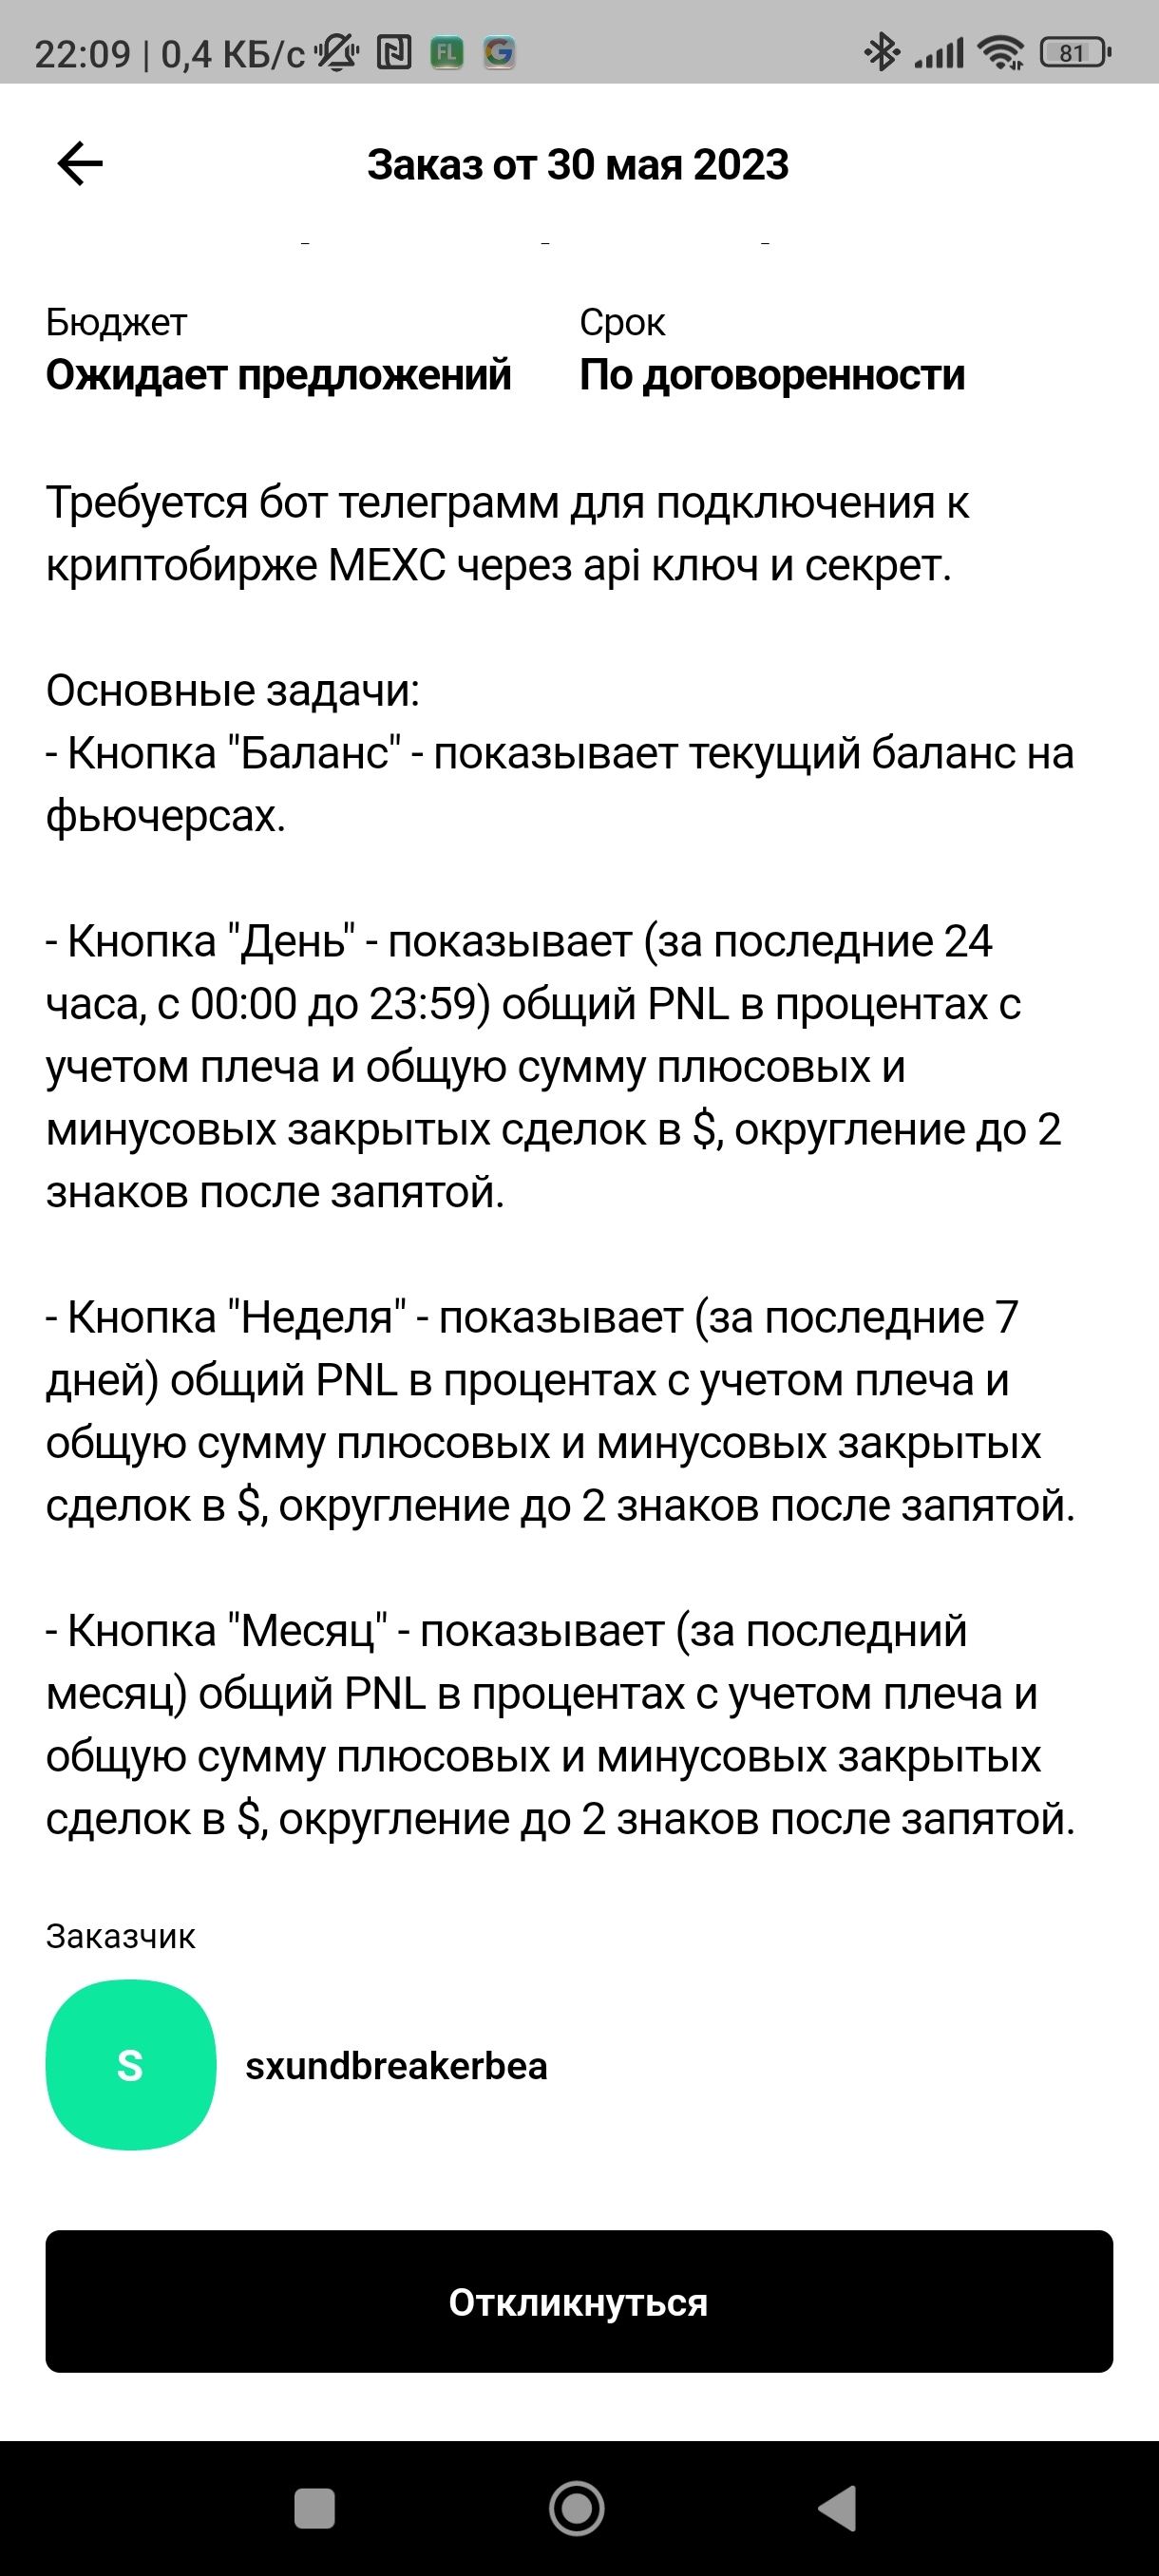 22:09 | 0,4 КБ/с FL G 81
Заказ от 30 мая 2023
Бюджет Срок
Ожидает предложений По договоренности
Требуется бот телеграмм для подключения к
криптобирже MEXC через api ключ и секрет.
Основные задачи:
- Кнопка "Баланс" - показывает текущий баланс на
фьючерсах.
- Кнопка "День" - показывает (за последние 24
часа, с 00:00 до 23:59) общий PNL в процентах с
учетом плеча и общую сумму плюсовых и
минусовых закрытых сделок в $, округление до 2
знаков после запятой.
- Кнопка "Неделя" - показывает (за последние 7
дней) общий PNL в процентах с учетом плеча и
общую сумму плюсовых и минусовых закрытых
сделок в $, округление до 2 знаков после запятой.
- Кнопка "Месяц" - показывает (за последний
месяц) общий PNL в процентах с учетом плеча и
общую сумму плюсовых и минусовых закрытых
сделок в $, округление до 2 знаков после запятой.
Заказчик
S sxundbreakerbea
Откликнуться